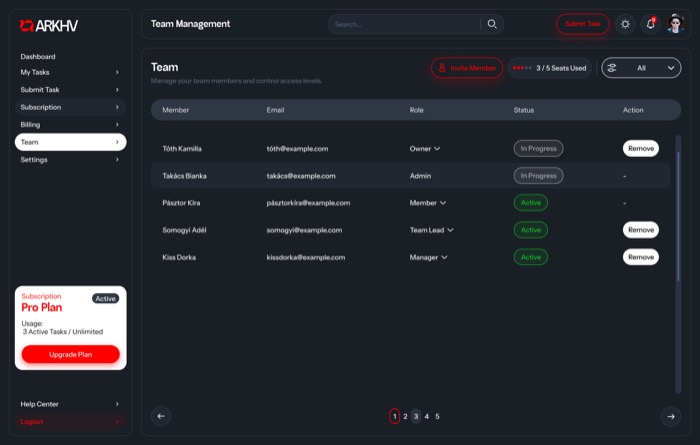 ARKHV
Team Management
Search...
Submit Task
Dashboard
My Tasks
Submit Task
Subscription
Billing
Team
Settings
Subscription
Active
Pro Plan
Usage:
3 Active Tasks / Unlimited
Upgrade Plan
Help Center
Logout
Team
Manage your team members and control access levels.
Invite Member
3 / 5 Seats Used
All
Member Email Role Status Action
Tóth Kamilla tóth@example.com Owner In Progress Remove
Takács Bianka takács@example.com Admin In Progress -
Pásztor Kíra pásztorkíra@example.com Member Active -
Somogyi Adél somogyi@example.com Team Lead Active Remove
Kiss Dorka kissdorka@example.com Manager Active Remove
1 2 3 4 5